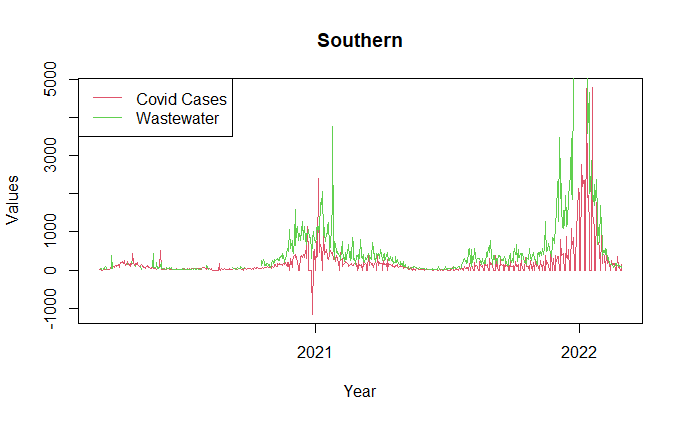 Southern
5000
3000
1000
0
-1000
Values
Covid Cases
Wastewater
2021
2022
Year